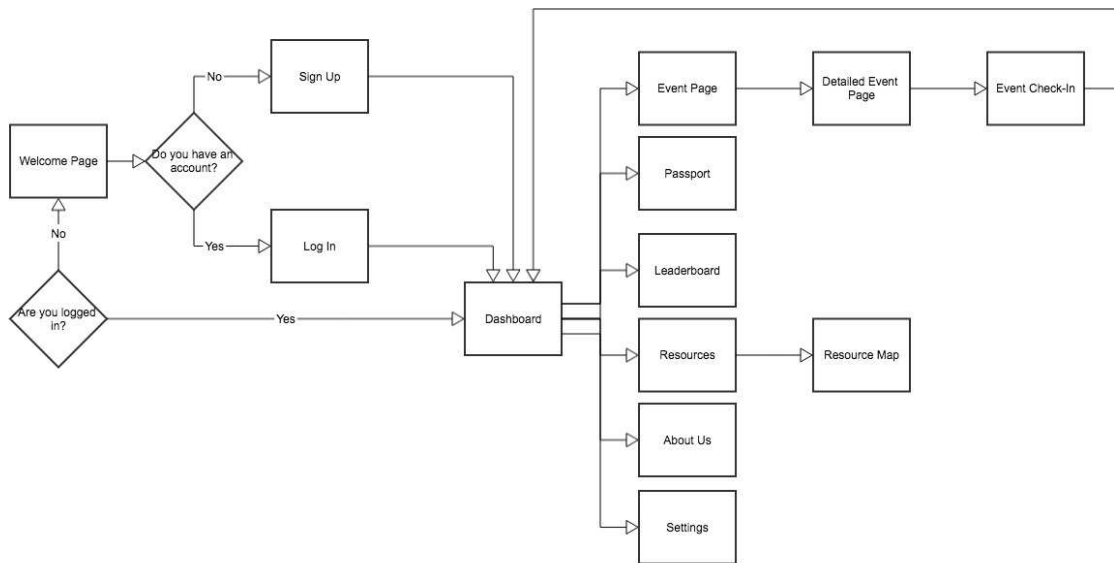 No
Sign Up
Event Page
Detailed Event
Page
Event Check-In
Welcome Page
Do you have an
account?
Passport
No
Yes
Log In
Leaderboard
Are you logged
in?
Yes
Dashboard
Resources
Resource Map
About Us
Settings